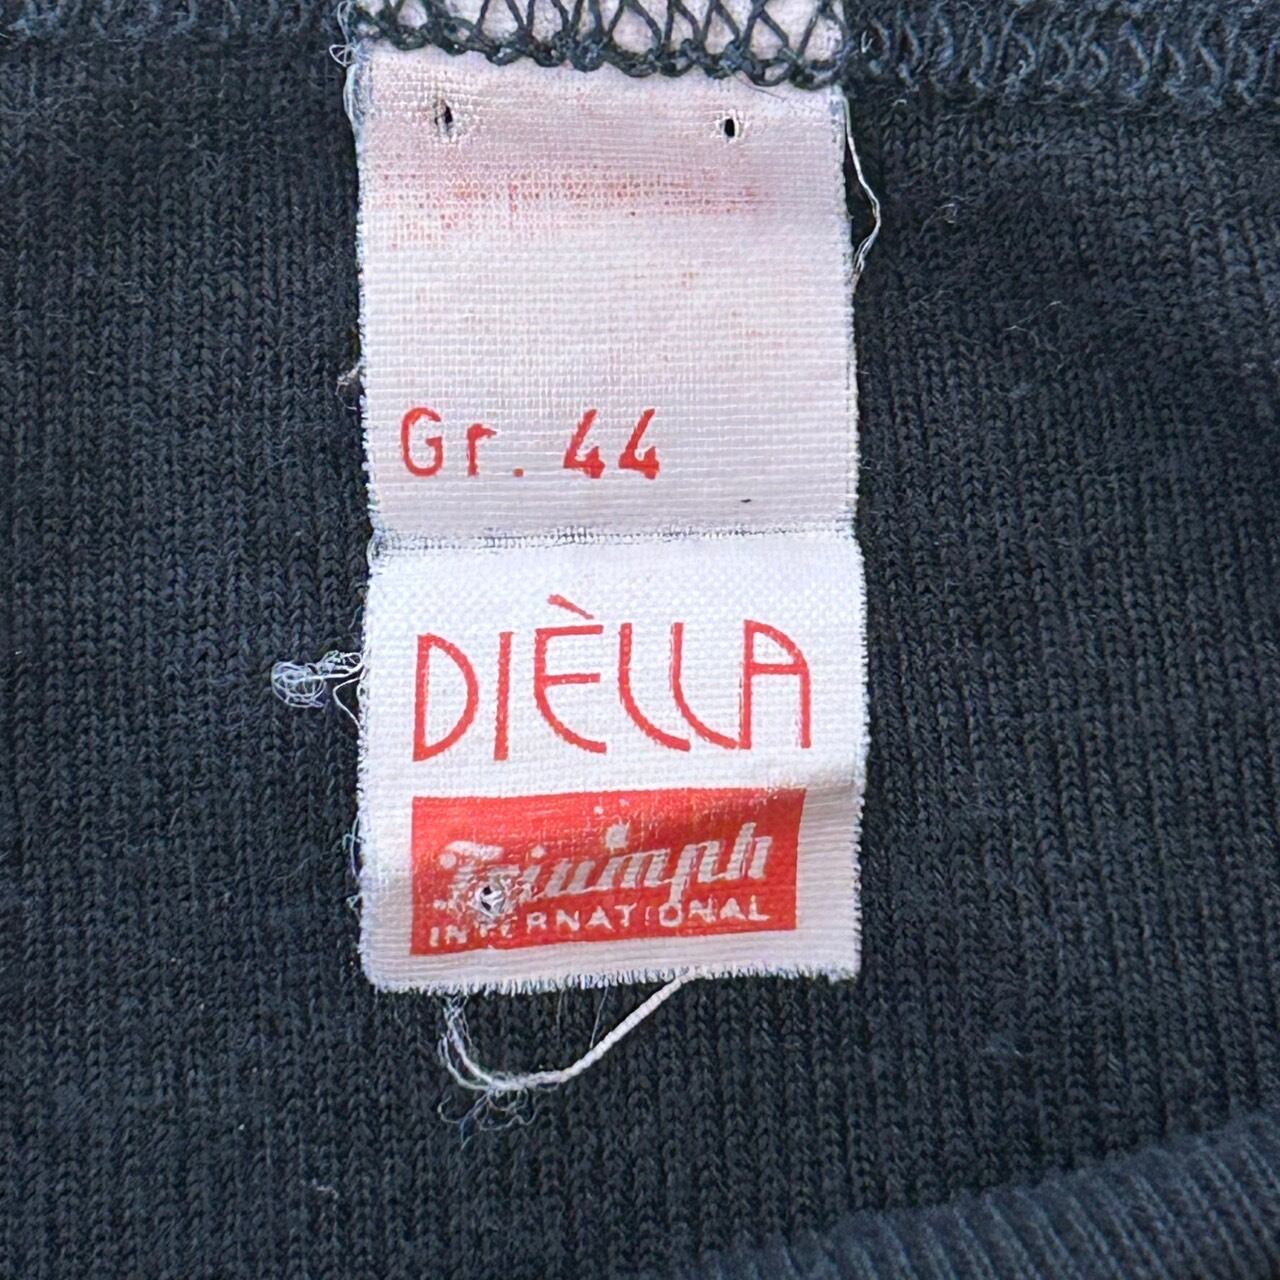 Gr. 44
DIÈLLA
Triumph
INTERNATIONAL